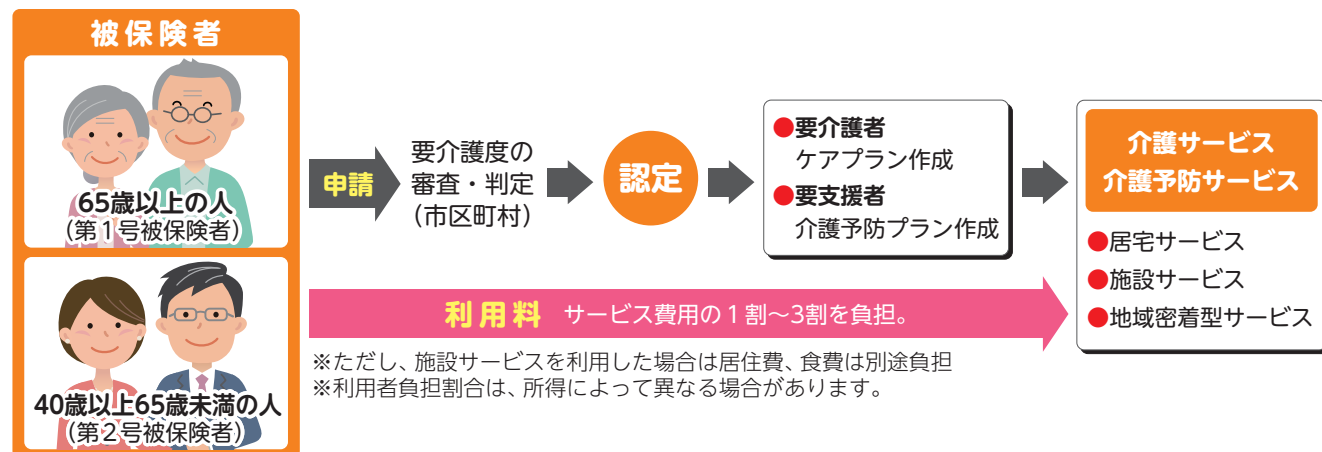 被保険者
65歳以上の人
(第1号被保険者)
40歳以上65歳未満の人
(第2号被保険者)
申請
要介護度の
審査・判定
(市区町村)
認定
●要介護者
ケアプラン作成
●要支援者
介護予防プラン作成
介護サービス
介護予防サービス
●居宅サービス
●施設サービス
●地域密着型サービス
利用料 サービス費用の1割～3割を負担。
※ただし、施設サービスを利用した場合は居住費、食費は別途負担
※利用者負担割合は、所得によって異なる場合があります。